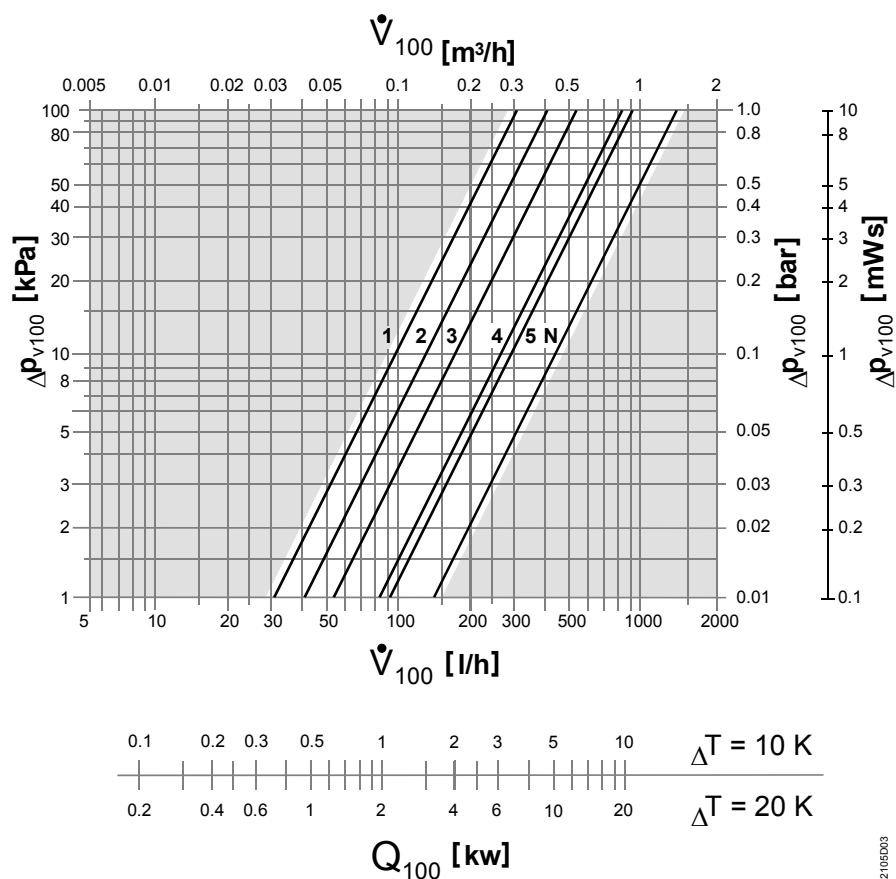 V̇100 [m³/h]
0.005 0.01 0.02 0.03 0.05 0.1 0.2 0.3 0.5 1 2
100 1.0 10
80 0.8 8
50 0.5 5
40 0.4 4
30 0.3 3
20 0.2 2
1 2 3 4 5 N
10 0.1 1
8
5 0.05 0.5
3 0.03 0.3
2 0.02 0.2
1 0.01 0.1
Δpv100 [kPa]
Δpv100 [bar]
Δpv100 [mWs]
5 10 20 30 50 100 200 300 500 1000 2000
V̇100 [l/h]
0.1 0.2 0.3 0.5 1 2 3 5 10 ΔT = 10 K
0.2 0.4 0.6 1 2 4 6 10 20 ΔT = 20 K
Q100 [kw]
2105D03